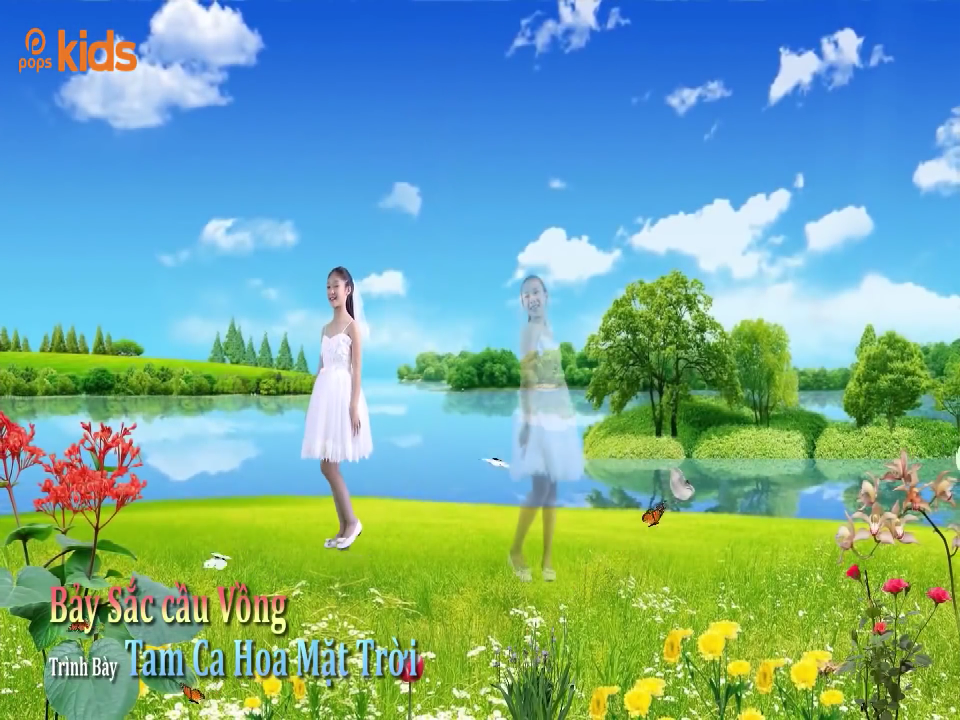 pops kids
Bảy Sắc cầu Vồng
Trình Bày Tam Ca Hoa Mặt Trời